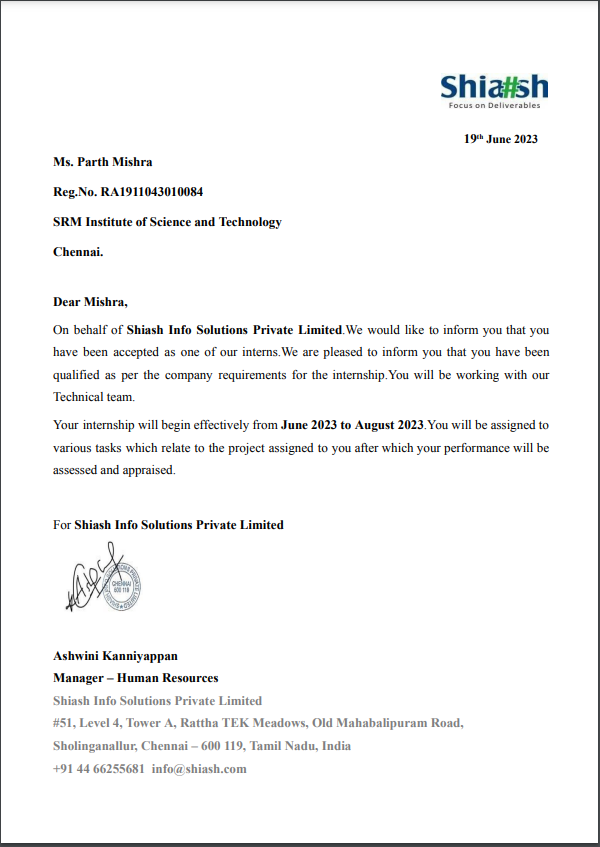 Shia#sh
Focus on Deliverables
19th June 2023
Ms. Parth Mishra
Reg.No. RA1911043010084
SRM Institute of Science and Technology
Chennai.
Dear Mishra,
On behalf of Shiash Info Solutions Private Limited.We would like to inform you that you
have been accepted as one of our interns.We are pleased to inform you that you have been
qualified as per the company requirements for the internship.You will be working with our
Technical team.
Your internship will begin effectively from June 2023 to August 2023.You will be assigned to
various tasks which relate to the project assigned to you after which your performance will be
assessed and appraised.
For Shiash Info Solutions Private Limited
CHENNAI
600 119
Ashwini Kanniyappan
Manager – Human Resources
Shiash Info Solutions Private Limited
#51, Level 4, Tower A, Rattha TEK Meadows, Old Mahabalipuram Road,
Sholinganallur, Chennai – 600 119, Tamil Nadu, India
+91 44 66255681 info@shiash.com